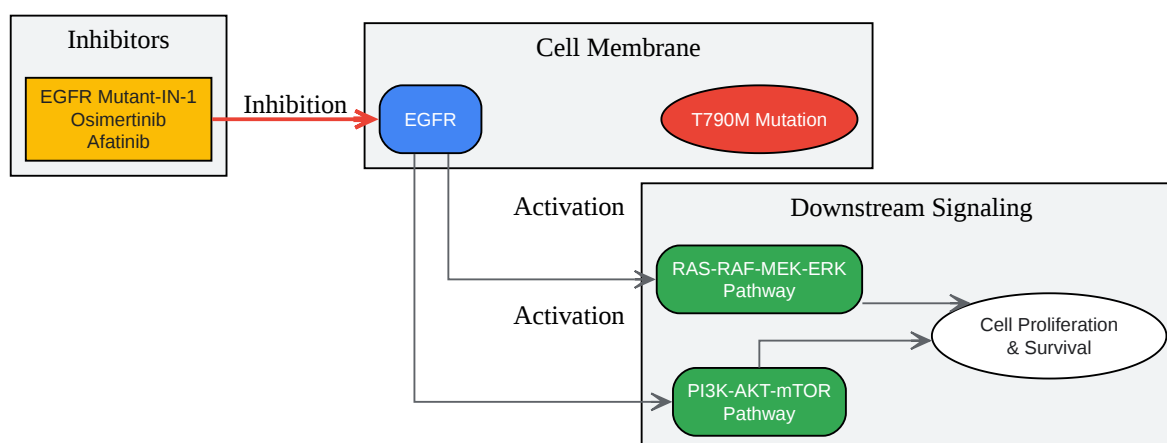 Inhibitors
EGFR Mutant-IN-1
Osimertinib
Afatinib
Inhibition
Cell Membrane
EGFR
T790M Mutation
Activation
Activation
Downstream Signaling
RAS-RAF-MEK-ERK
Pathway
PI3K-AKT-mTOR
Pathway
Cell Proliferation
& Survival